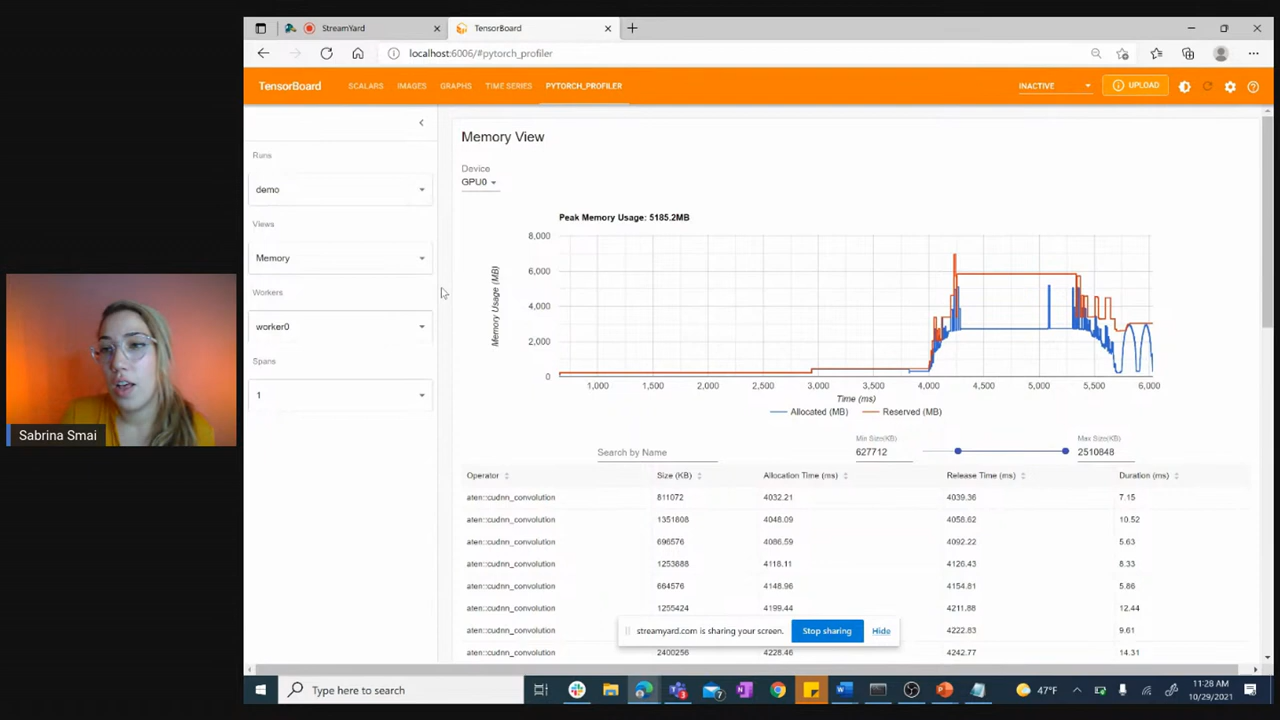 StreamYard
TensorBoard
localhost:6006/#pytorch_profiler
TensorBoard
SCALARS
IMAGES
GRAPHS
TIME SERIES
PYTORCH_PROFILER
INACTIVE
UPLOAD
Runs
demo
Views
Memory
Workers
worker0
Spans
1
Memory View
Device
GPU0
Peak Memory Usage: 5185.2MB
Memory Usage (MB)
8,000
6,000
4,000
2,000
0
1,000 1,500 2,000 2,500 3,000 3,500 4,000 4,500 5,000 5,500 6,000
Time (ms)
Allocated (MB) Reserved (MB)
Search by Name
Min Size(KB)
627712
Max Size(KB)
2510848
Operator Size (KB) Allocation Time (ms) Release Time (ms) Duration (ms)
aten::cudnn_convolution 811072 4032.21 4039.36 7.15
aten::cudnn_convolution 1351808 4048.09 4058.62 10.52
aten::cudnn_convolution 696576 4086.59 4092.22 5.63
aten::cudnn_convolution 1253888 4118.11 4126.43 8.33
aten::cudnn_convolution 664576 4148.96 4154.81 5.86
aten::cudnn_convolution 1255424 4199.44 4211.88 12.44
aten::cudnn_convolution 4222.83 9.61
aten::cudnn_convolution 2400256 4228.46 4242.77 14.31
streamyard.com is sharing your screen.
Stop sharing
Hide
Sabrina Smai
Type here to search
7
47°F
11:28 AM
10/29/2021